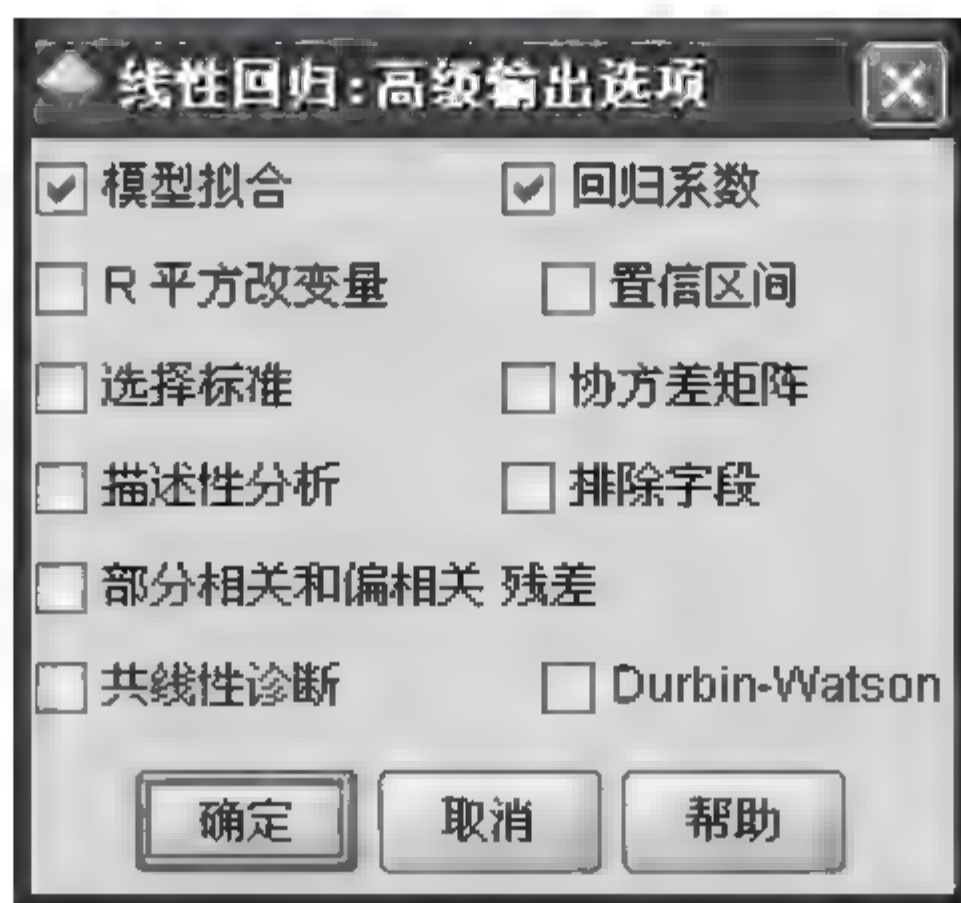 线性回归:高级输出选项
模型拟合 回归系数
R 平方改变量 置信区间
选择标准 协方差矩阵
描述性分析 排除字段
部分相关和偏相关 残差
共线性诊断 Durbin-Watson
确定 取消 帮助